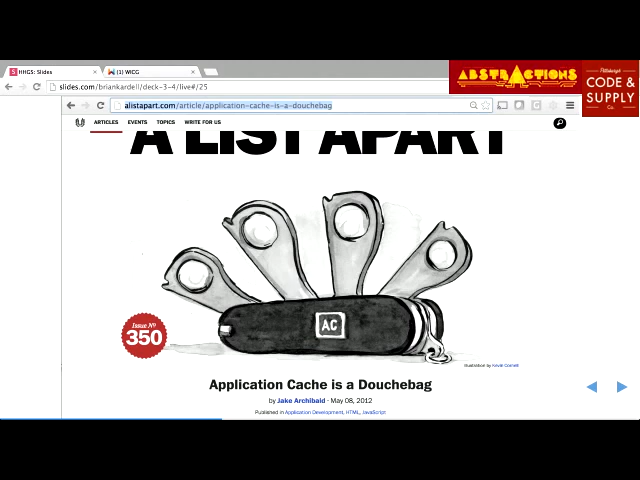 HHGS: Slides
(1) WICG
slides.com/briankardell/deck-3-4/live#/25
ABSTRACTIONS
Pittsburgh
CODE &
SUPPLY
Co.
alistapart.com/article/application-cache-is-a-douchebag
ARTICLES EVENTS TOPICS WRITE FOR US
A LIST APART
AC
Issue Nº
350
Illustration by Kevin Cornell
Application Cache is a Douchebag
by Jake Archibald · May 08, 2012
Published in Application Development, HTML, JavaScript